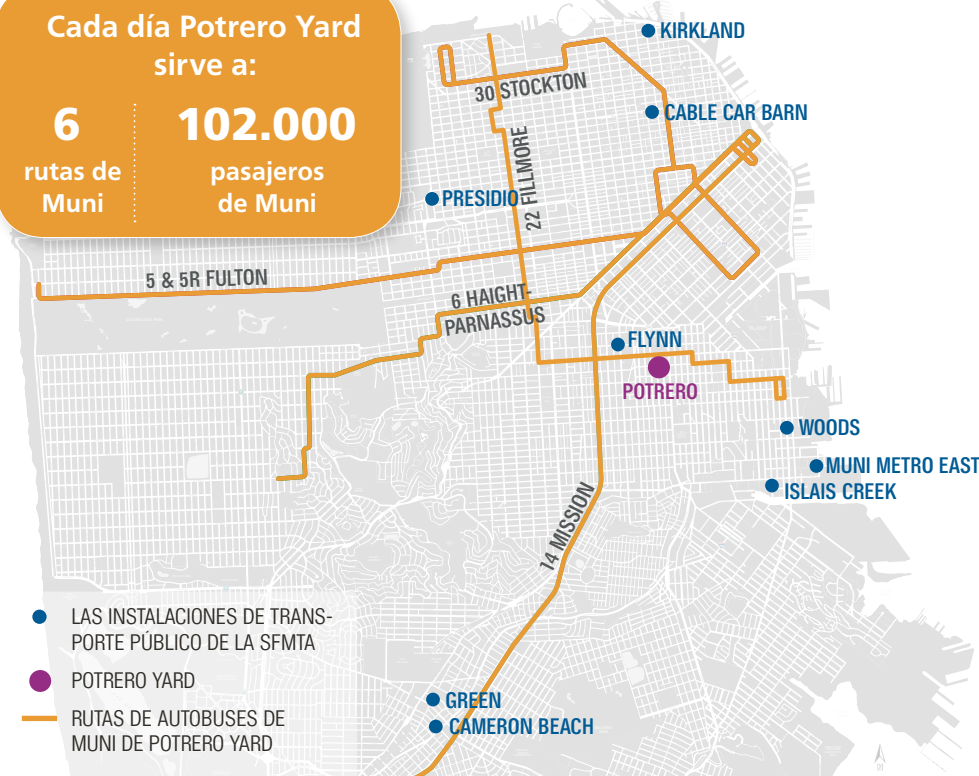 Cada día Potrero Yard
sirve a:
6
rutas de
Muni
102.000
pasajeros
de Muni
KIRKLAND
30 STOCKTON
CABLE CAR BARN
22 FILLMORE
PRESIDIO
5 & 5R FULTON
6 HAIGHT-
PARNASSUS
FLYNN
POTRERO
WOODS
MUNI METRO EAST
ISLAIS CREEK
14 MISSION
LAS INSTALACIONES DE TRANS-
PORTE PÚBLICO DE LA SFMTA
POTRERO YARD
RUTAS DE AUTOBUSES DE
MUNI DE POTRERO YARD
GREEN
CAMERON BEACH